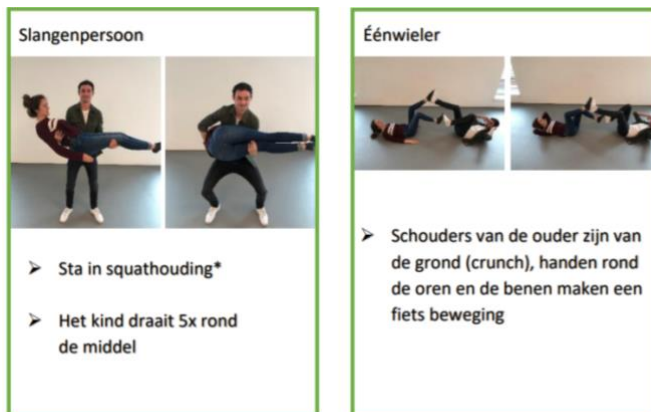 Slangenpersoon
➢ Sta in squathouding*
➢ Het kind draait 5x rond
de middel
Éénwieler
➢ Schouders van de ouder zijn van
de grond (crunch), handen rond
de oren en de benen maken een
fiets beweging